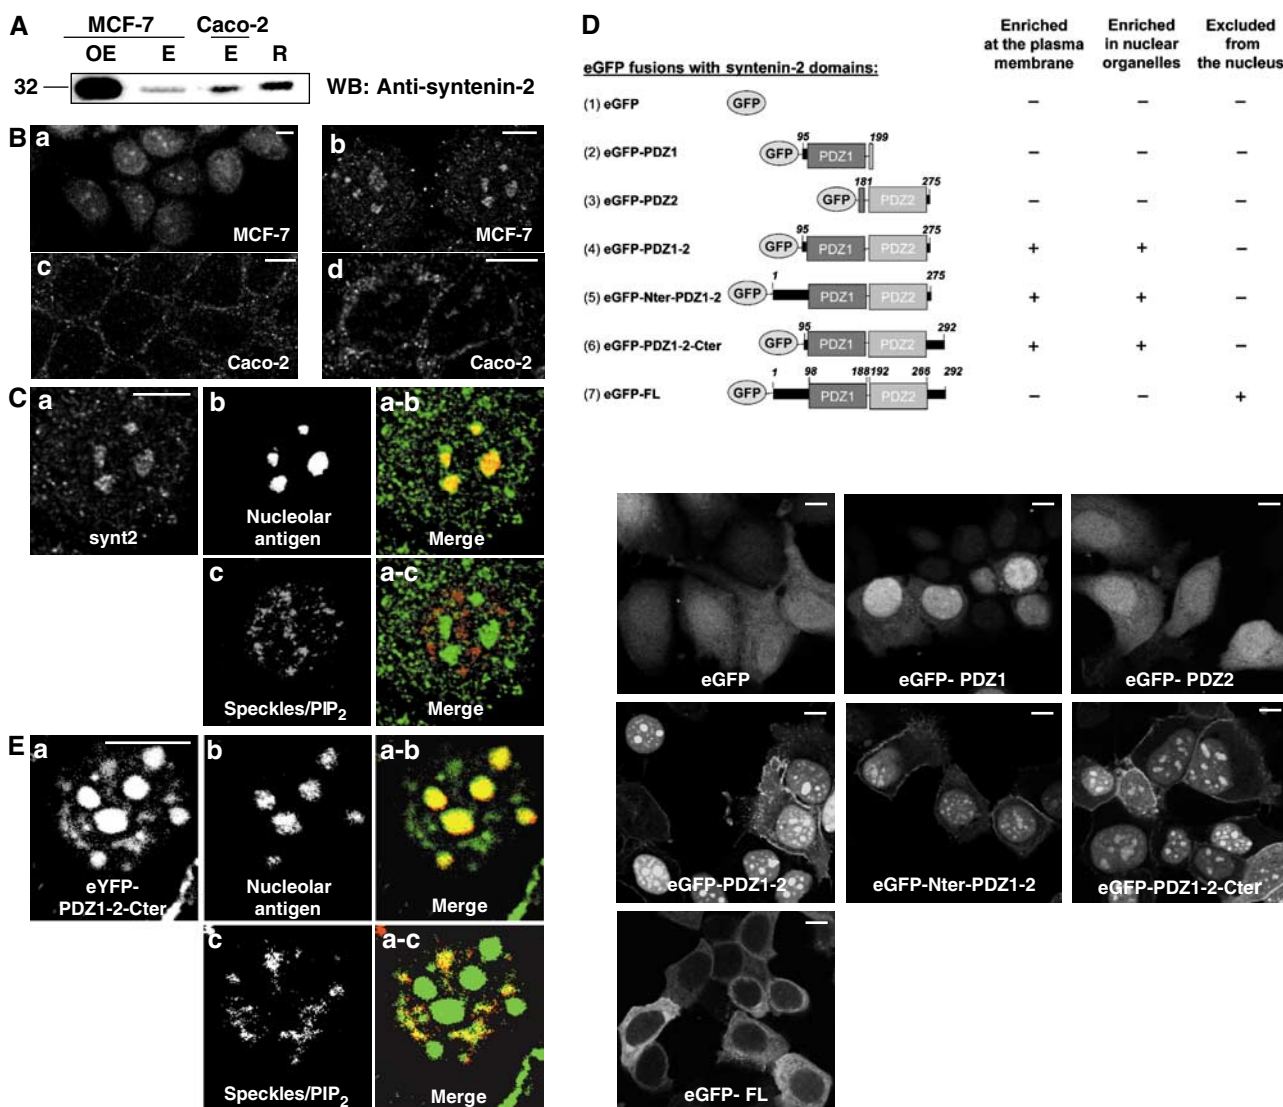 A
MCF-7 Caco-2
OE E E R
32
WB: Anti-syntenin-2
B
a
MCF-7
b
MCF-7
c
Caco-2
d
Caco-2
C
a
synt2
b
Nucleolar
antigen
a-b
Merge
c
Speckles/PIP2
a-c
Merge
E
a
eYFP-
PDZ1-2-Cter
b
Nucleolar
antigen
a-b
Merge
c
Speckles/PIP2
a-c
Merge
D
Enriched
at the plasma
membrane
Enriched
in nuclear
organelles
Excluded
from
the nucleus
eGFP fusions with syntenin-2 domains:
(1) eGFP GFP – – –
95 199
(2) eGFP-PDZ1 GFP PDZ1 – – –
181 275
(3) eGFP-PDZ2 GFP PDZ2 – – –
95 275
(4) eGFP-PDZ1-2 GFP PDZ1 PDZ2 + + –
1 275
(5) eGFP-Nter-PDZ1-2 GFP PDZ1 PDZ2 + + –
95 292
(6) eGFP-PDZ1-2-Cter GFP PDZ1 PDZ2 + + –
1 98 188 192 266 292
(7) eGFP-FL GFP PDZ1 PDZ2 – – +
eGFP
eGFP- PDZ1
eGFP- PDZ2
eGFP-PDZ1-2
eGFP-Nter-PDZ1-2
eGFP-PDZ1-2-Cter
eGFP- FL